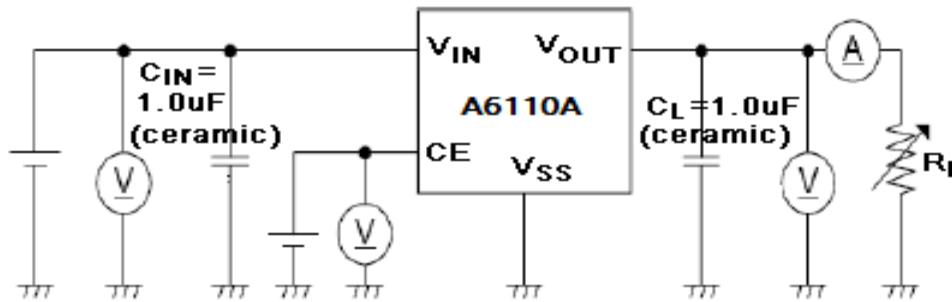 VIN VOUT
CIN=
1.0uF
(ceramic)
A6110A
CL=1.0uF
(ceramic)
A
CE
VSS
V
V
V